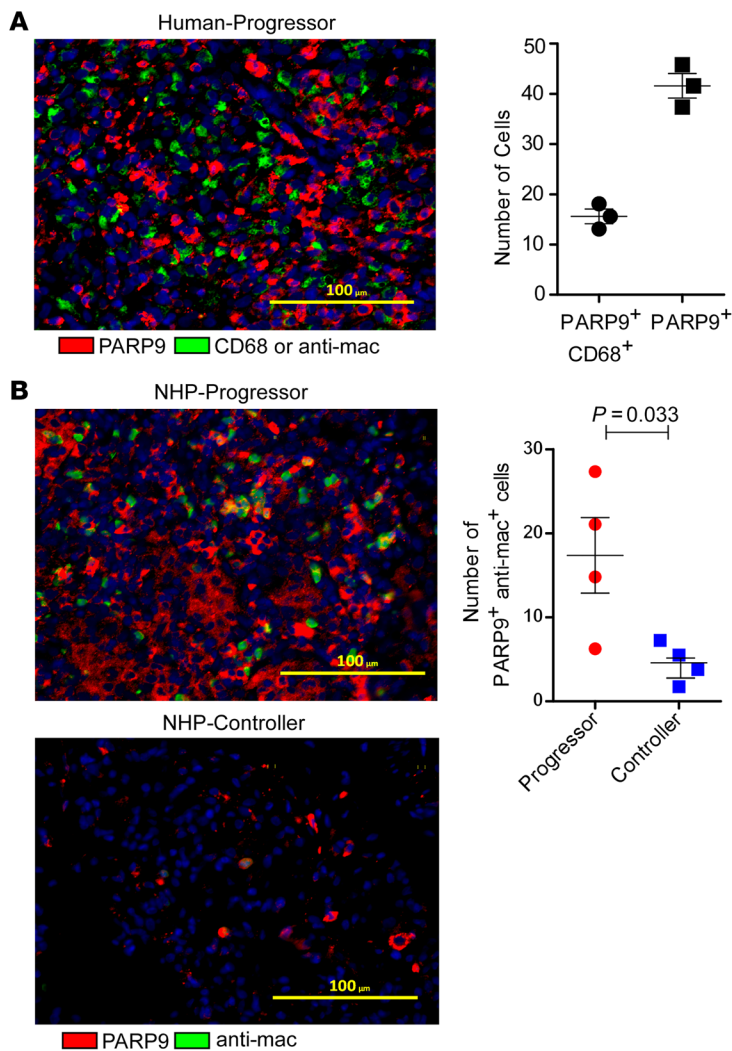 A
Human-Progressor
100 μm
PARP9 CD68 or anti-mac
Number of Cells
50
40
30
20
10
0
PARP9+ PARP9+
CD68+
B
NHP-Progressor
100 μm
NHP-Controller
100 μm
PARP9 anti-mac
P = 0.033
Number of
PARP9+ anti-mac+ cells
30
20
10
0
Progressor
Controller